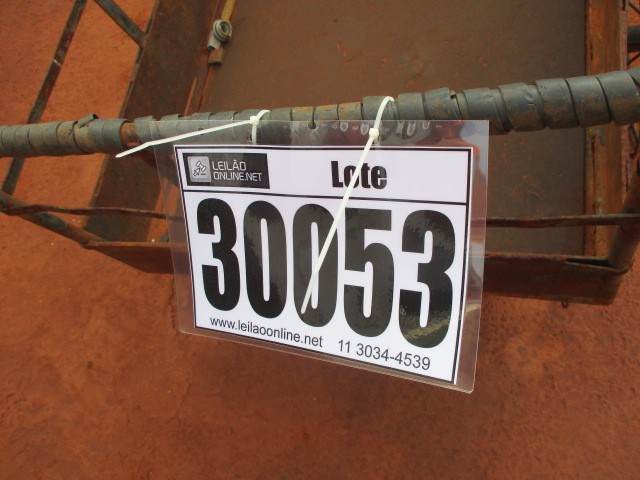 LEILÃO
ONLINE.NET
Lote
30053
www.leilaoonline.net 11 3034-4539